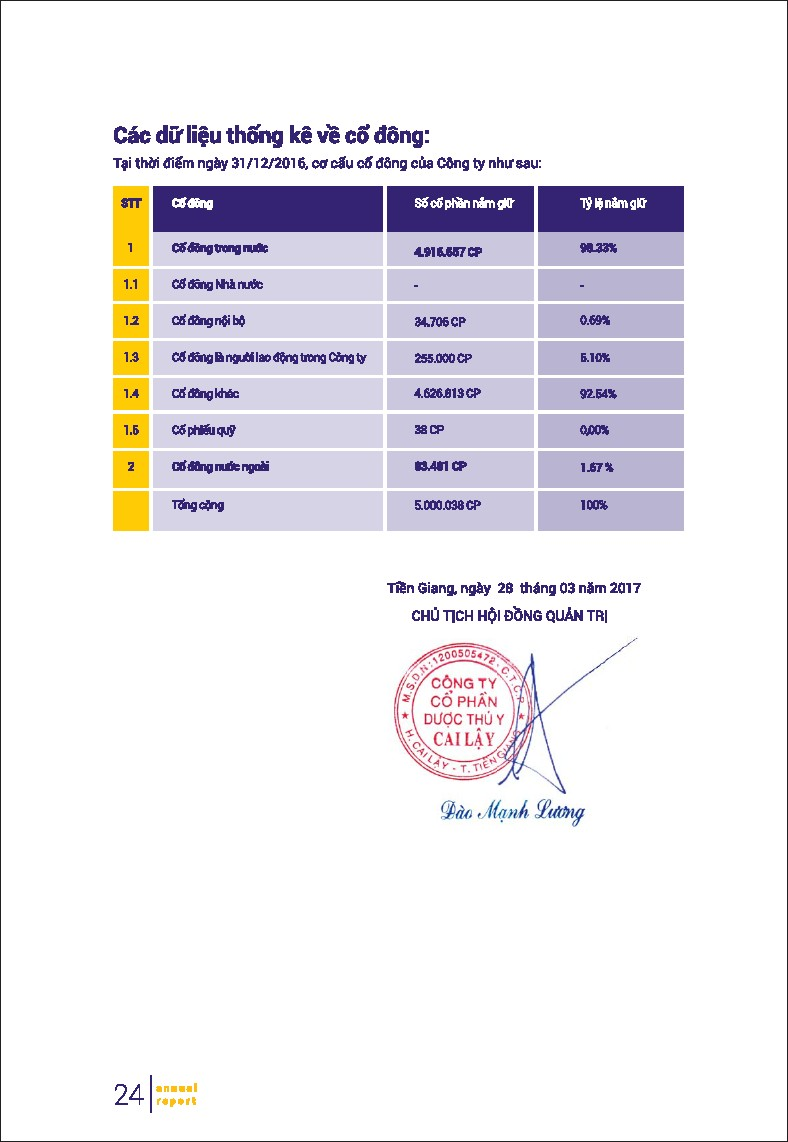 Các dữ liệu thống kê về cổ đông:
Tại thời điểm ngày 31/12/2016, cơ cấu cổ đông của Công ty như sau:
STT Cổ đông Số cổ phần nắm giữ Tỷ lệ nắm giữ
1 Cổ đông trong nước 4.916.557 CP 98.33%
1.1 Cổ đông Nhà nước - -
1.2 Cổ đông nội bộ 34.706 CP 0.69%
1.3 Cổ đông là người lao động trong Công ty 255.000 CP 5.10%
1.4 Cổ đông khác 4.626.813 CP 92.54%
1.5 Cổ phiếu quỹ 38 CP 0,00%
2 Cổ đông nước ngoài 83.481 CP 1.67 %
Tổng cộng 5.000.038 CP 100%
Tiền Giang, ngày 28 tháng 03 năm 2017
CHỦ TỊCH HỘI ĐỒNG QUẢN TRỊ
M.S.D.N:1200505472-C.T.C.P
CÔNG TY
CỔ PHẦN
DƯỢC THÚ Y
CAI LẬY
H.CAI LẬY - T.TIỀN GIANG
Đào Mạnh Lương
24
annual
report